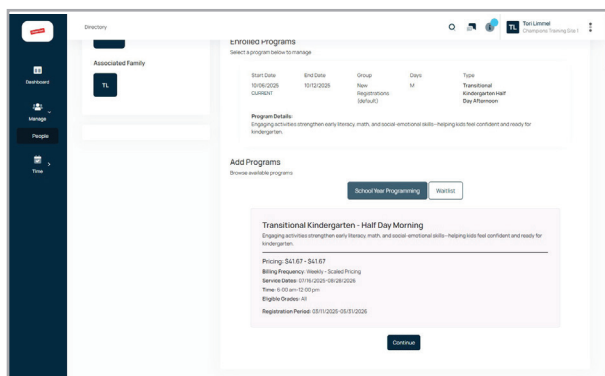 Directory
TL
Tori Limmel
Champions Training Dist 1
Dashboard
Manage
People
Time
Associated Family
TL
Enrolled Programs
Select a program below to manage
Start Date End Date Group Days Type
10/06/2025 10/12/2025 New M Transitional
CURRENT Registrations Kindergarten Half
(default) Day Afternoon
Program Details:
Engaging activities strengthen early literacy, math, and social-emotional skills—helping kids feel confident and ready for
kindergarten.
Add Programs
Browse available programs
School Year Programming Waitlist
Transitional Kindergarten - Half Day Morning
Engaging activities strengthen early literacy, math, and social-emotional skills—helping kids feel confident and ready for
kindergarten.
Pricing: $41.67 - $41.67
Billing Frequency: Weekly - Scaled Pricing
Service Dates: 07/16/2025-08/28/2026
Time: 6:00 am-12:00 pm
Eligible Grades: All
Registration Period: 03/11/2025-05/31/2026
Continue